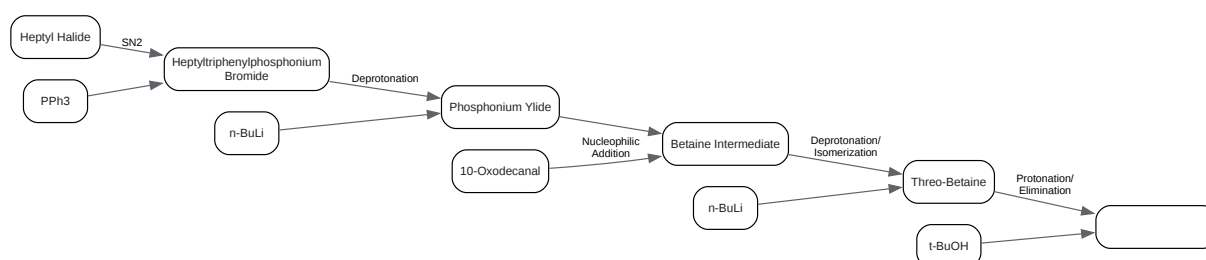 Heptyl Halide
SN2
PPh3
Heptyltriphenylphosphonium
Bromide
Deprotonation
n-BuLi
Phosphonium Ylide
Nucleophilic
Addition
10-Oxodecanal
Betaine Intermediate
Deprotonation/
Isomerization
n-BuLi
Threo-Betaine
Protonation/
Elimination
t-BuOH